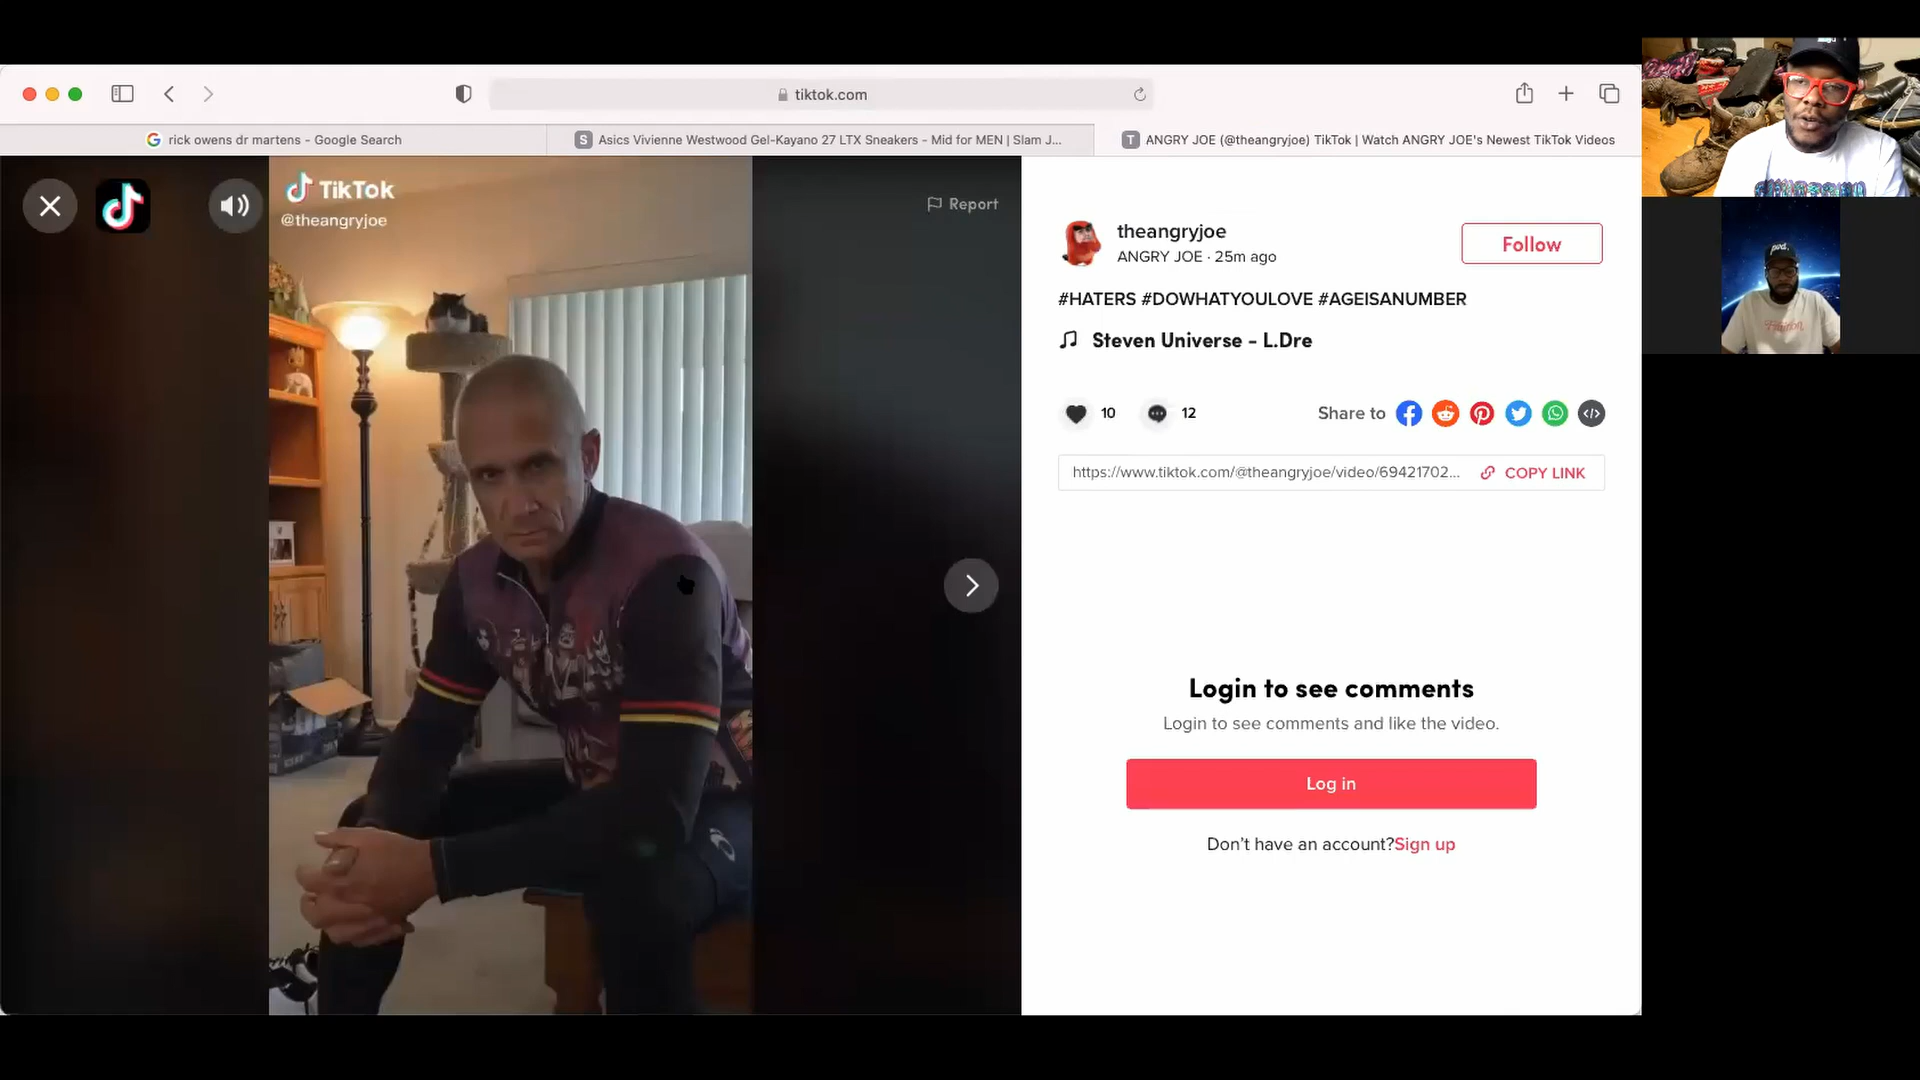 tiktok.com
rick owens dr martens - Google Search
S
Asics Vivienne Westwood Gel-Kayano 27 LTX Sneakers - Mid for MEN | Slam J...
T
ANGRY JOE (@theangryjoe) TikTok | Watch ANGRY JOE's Newest TikTok Videos
TikTok
@theangryjoe
Report
theangryjoe
ANGRY JOE · 25m ago
Follow
#HATERS #DOWHATYOULOVE #AGEISANUMBER
Steven Universe - L.Dre
10
12
Share to
https://www.tiktok.com/@theangryjoe/video/69421702...
COPY LINK
Login to see comments
Login to see comments and like the video.
Log in
Don't have an account?Sign up